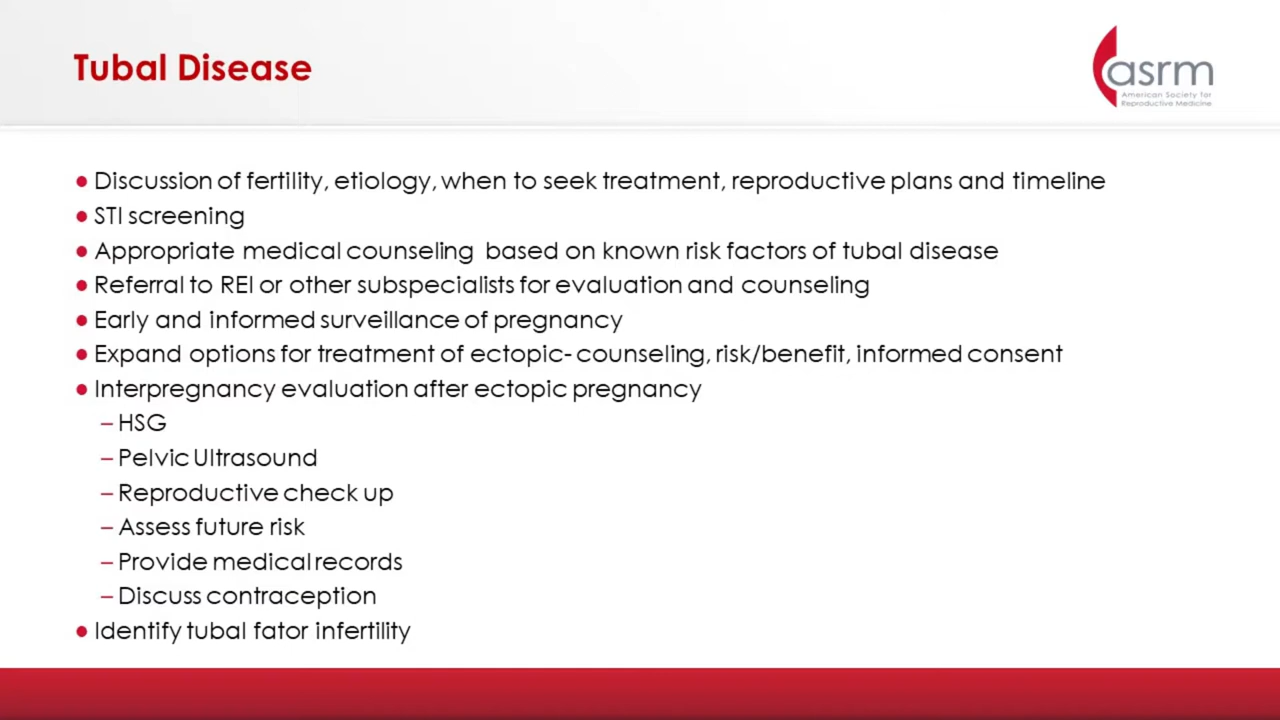 Tubal Disease
asrm
American Society for
Reproductive Medicine
● Discussion of fertility, etiology, when to seek treatment, reproductive plans and timeline
● STI screening
● Appropriate medical counseling based on known risk factors of tubal disease
● Referral to REI or other subspecialists for evaluation and counseling
● Early and informed surveillance of pregnancy
● Expand options for treatment of ectopic- counseling, risk/benefit, informed consent
● Interpregnancy evaluation after ectopic pregnancy
– HSG
– Pelvic Ultrasound
– Reproductive check up
– Assess future risk
– Provide medical records
– Discuss contraception
● Identify tubal fator infertility